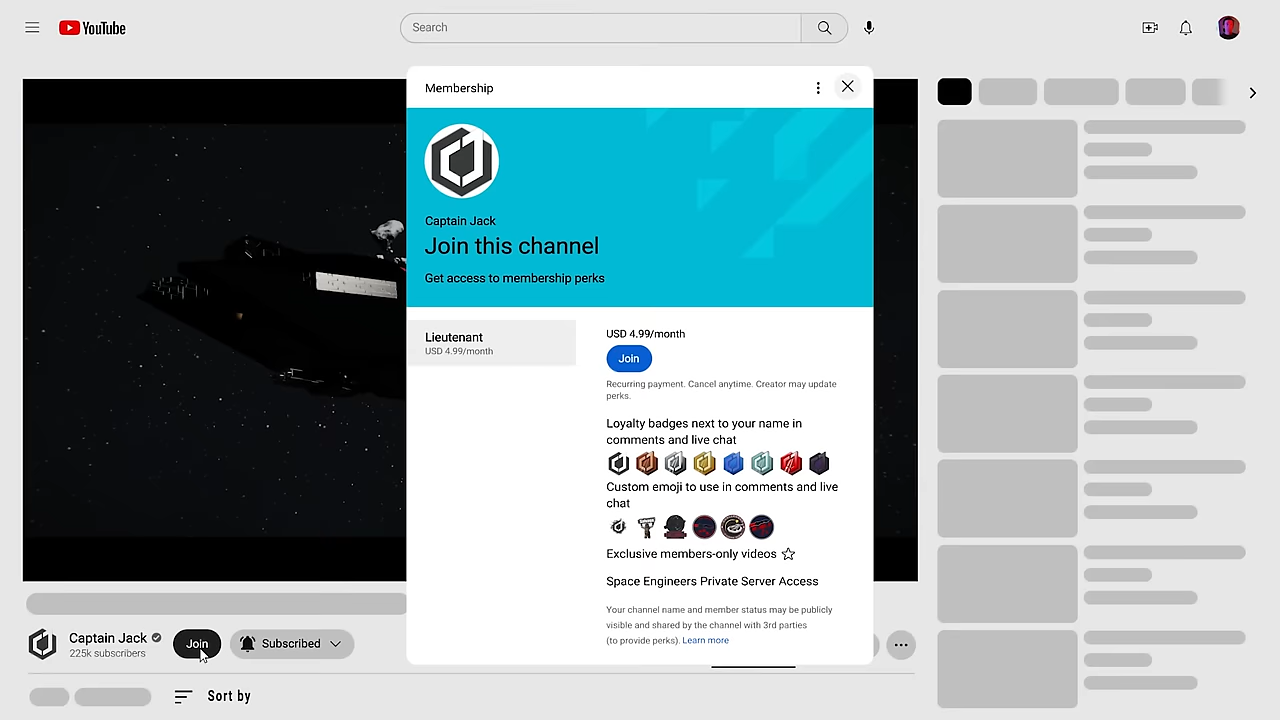 YouTube
Search
Membership
Captain Jack
Join this channel
Get access to membership perks
Lieutenant
USD 4.99/month
USD 4.99/month
Join
Recurring payment. Cancel anytime. Creator may update
perks.
Loyalty badges next to your name in
comments and live chat
Custom emoji to use in comments and live
chat
Exclusive members-only videos
Space Engineers Private Server Access
Your channel name and member status may be publicly
visible and shared by the channel with 3rd parties
(to provide perks). Learn more
Captain Jack
225k subscribers
Join
Subscribed
Sort by